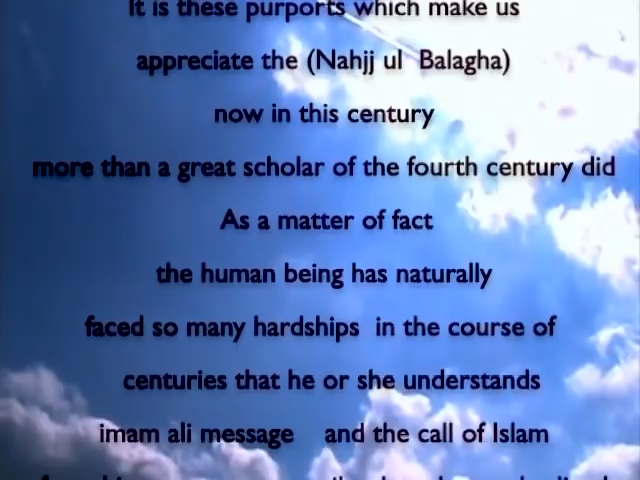 It is these purports which make us
appreciate the (Nahjj ul Balagha)
now in this century
more than a great scholar of the fourth century did
As a matter of fact
the human being has naturally
faced so many hardships in the course of
centuries that he or she understands
imam ali message and the call of Islam